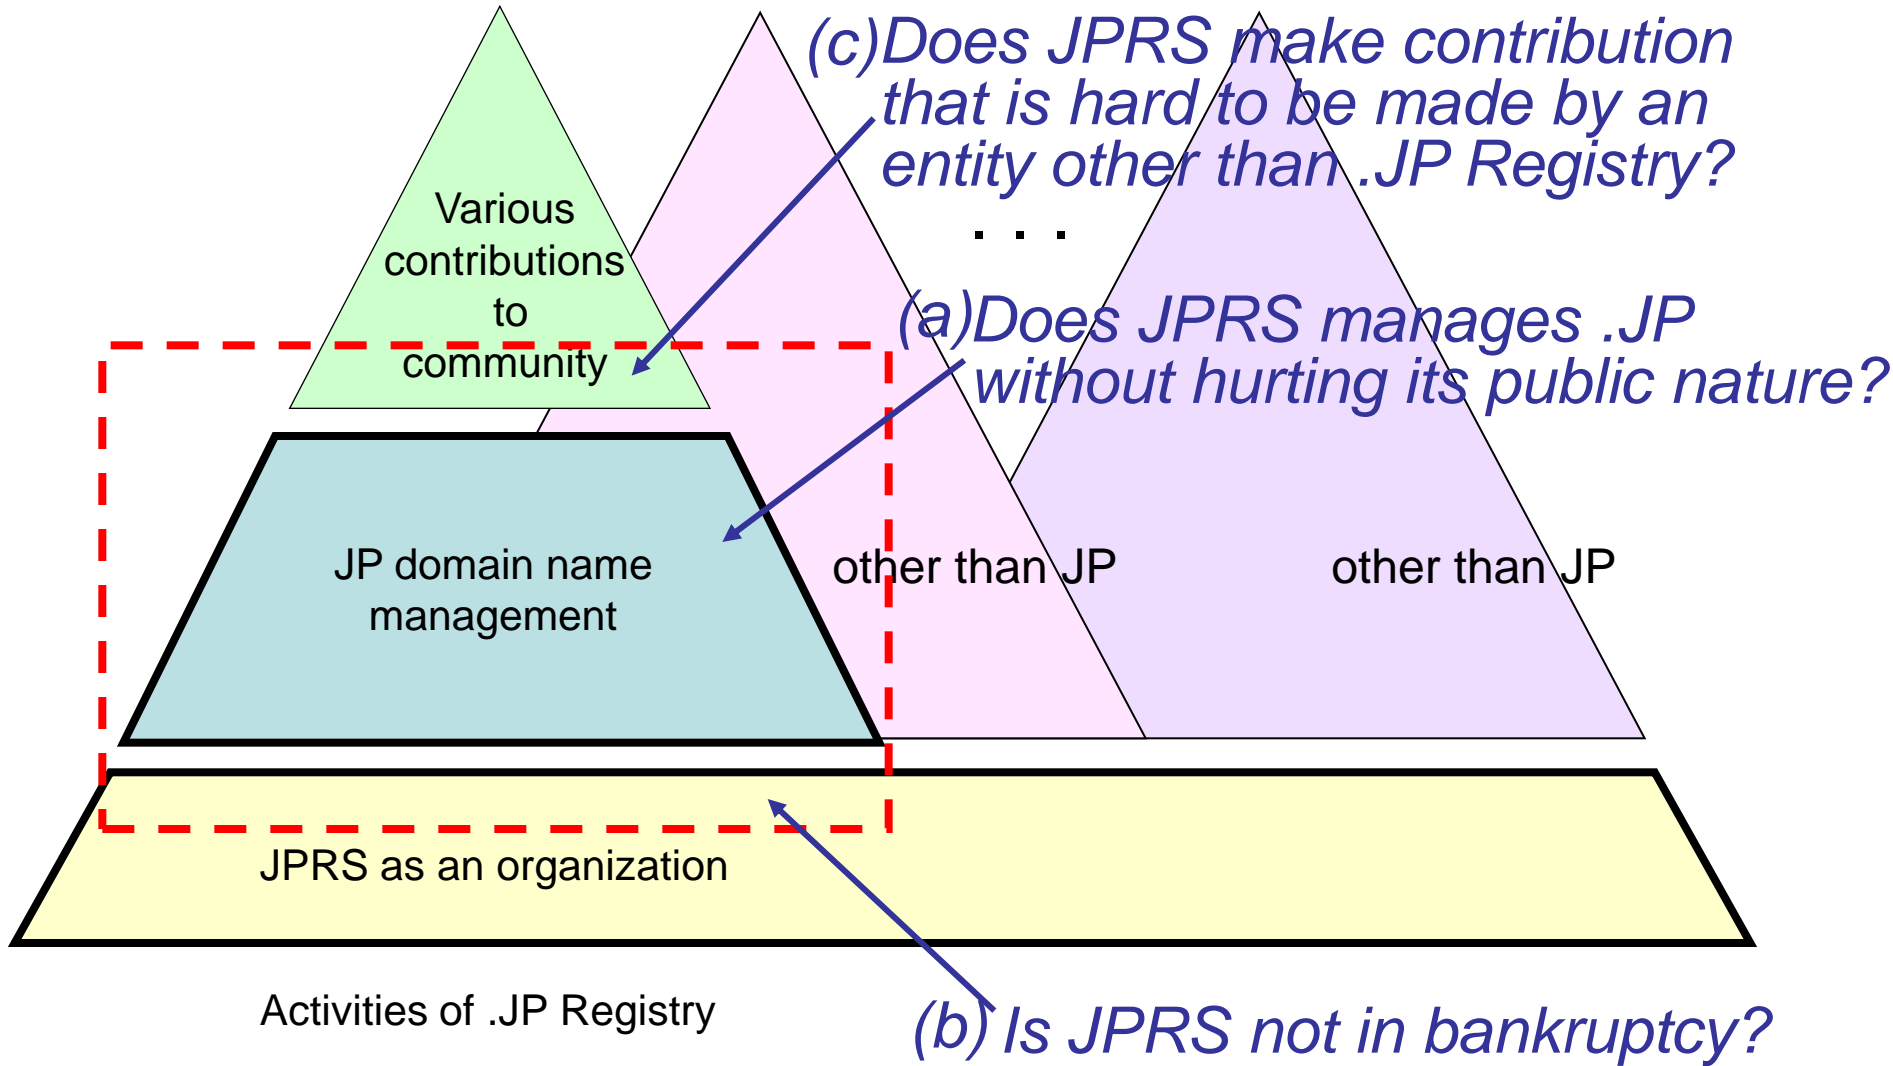 (c)Does JPRS make contribution
that is hard to be made by an
entity other than .JP Registry?
Various
contributions
to
community
. . .
(a)Does JPRS manages .JP
without hurting its public nature?
JP domain name
management
other than JP
other than JP
JPRS as an organization
Activities of .JP Registry
(b) Is JPRS not in bankruptcy?